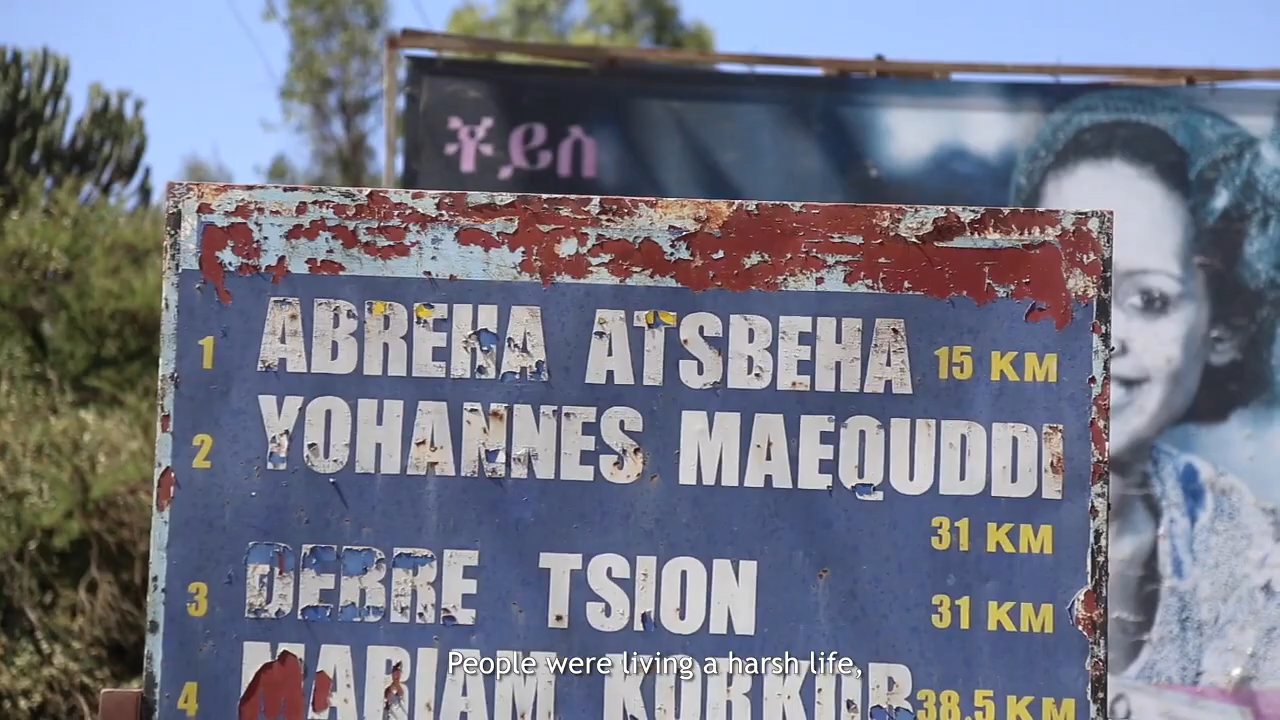 ቾይስ
1 ABREHA ATSBEHA 15 KM
2 YOHANNES MAEQUDDI
31 KM
3 DEBRE TSION 31 KM
4 MARIAM KORKOR 38.5 KM
People were living a harsh life,